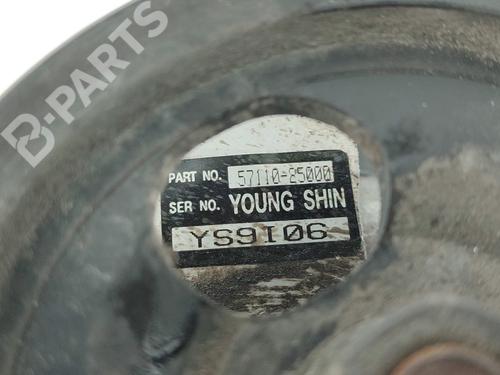 B-PARTS
PART NO. 57110-25000
SER NO. YOUNG SHIN
YS9I06